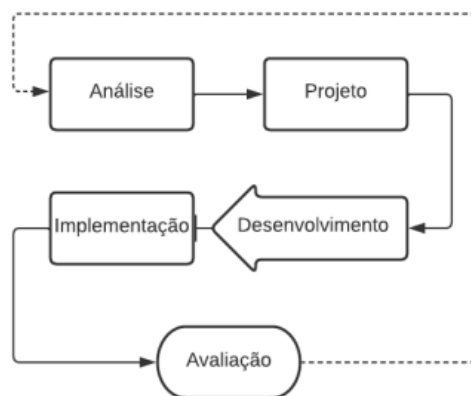 Análise
Projeto
Desenvolvimento
Implementação
Avaliação